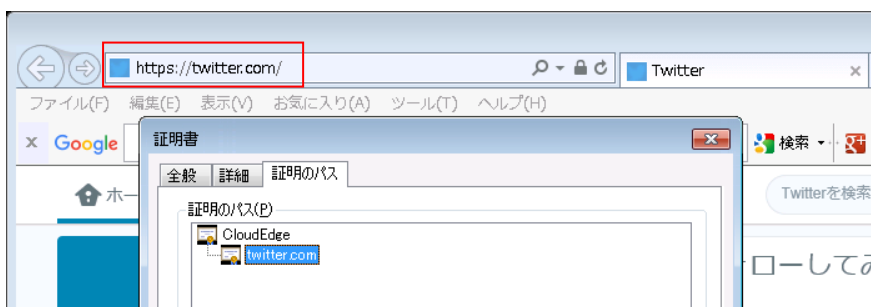 https://twitter.com/
Twitter
ファイル(F) 編集(E) 表示(V) お気に入り(A) ツール(T) ヘルプ(H)
x Google
検索
証明書
全般 詳細 証明のパス
ホー
Twitterを検索
証明のパス(P)
CloudEdge
twitter.com
ローしてみ